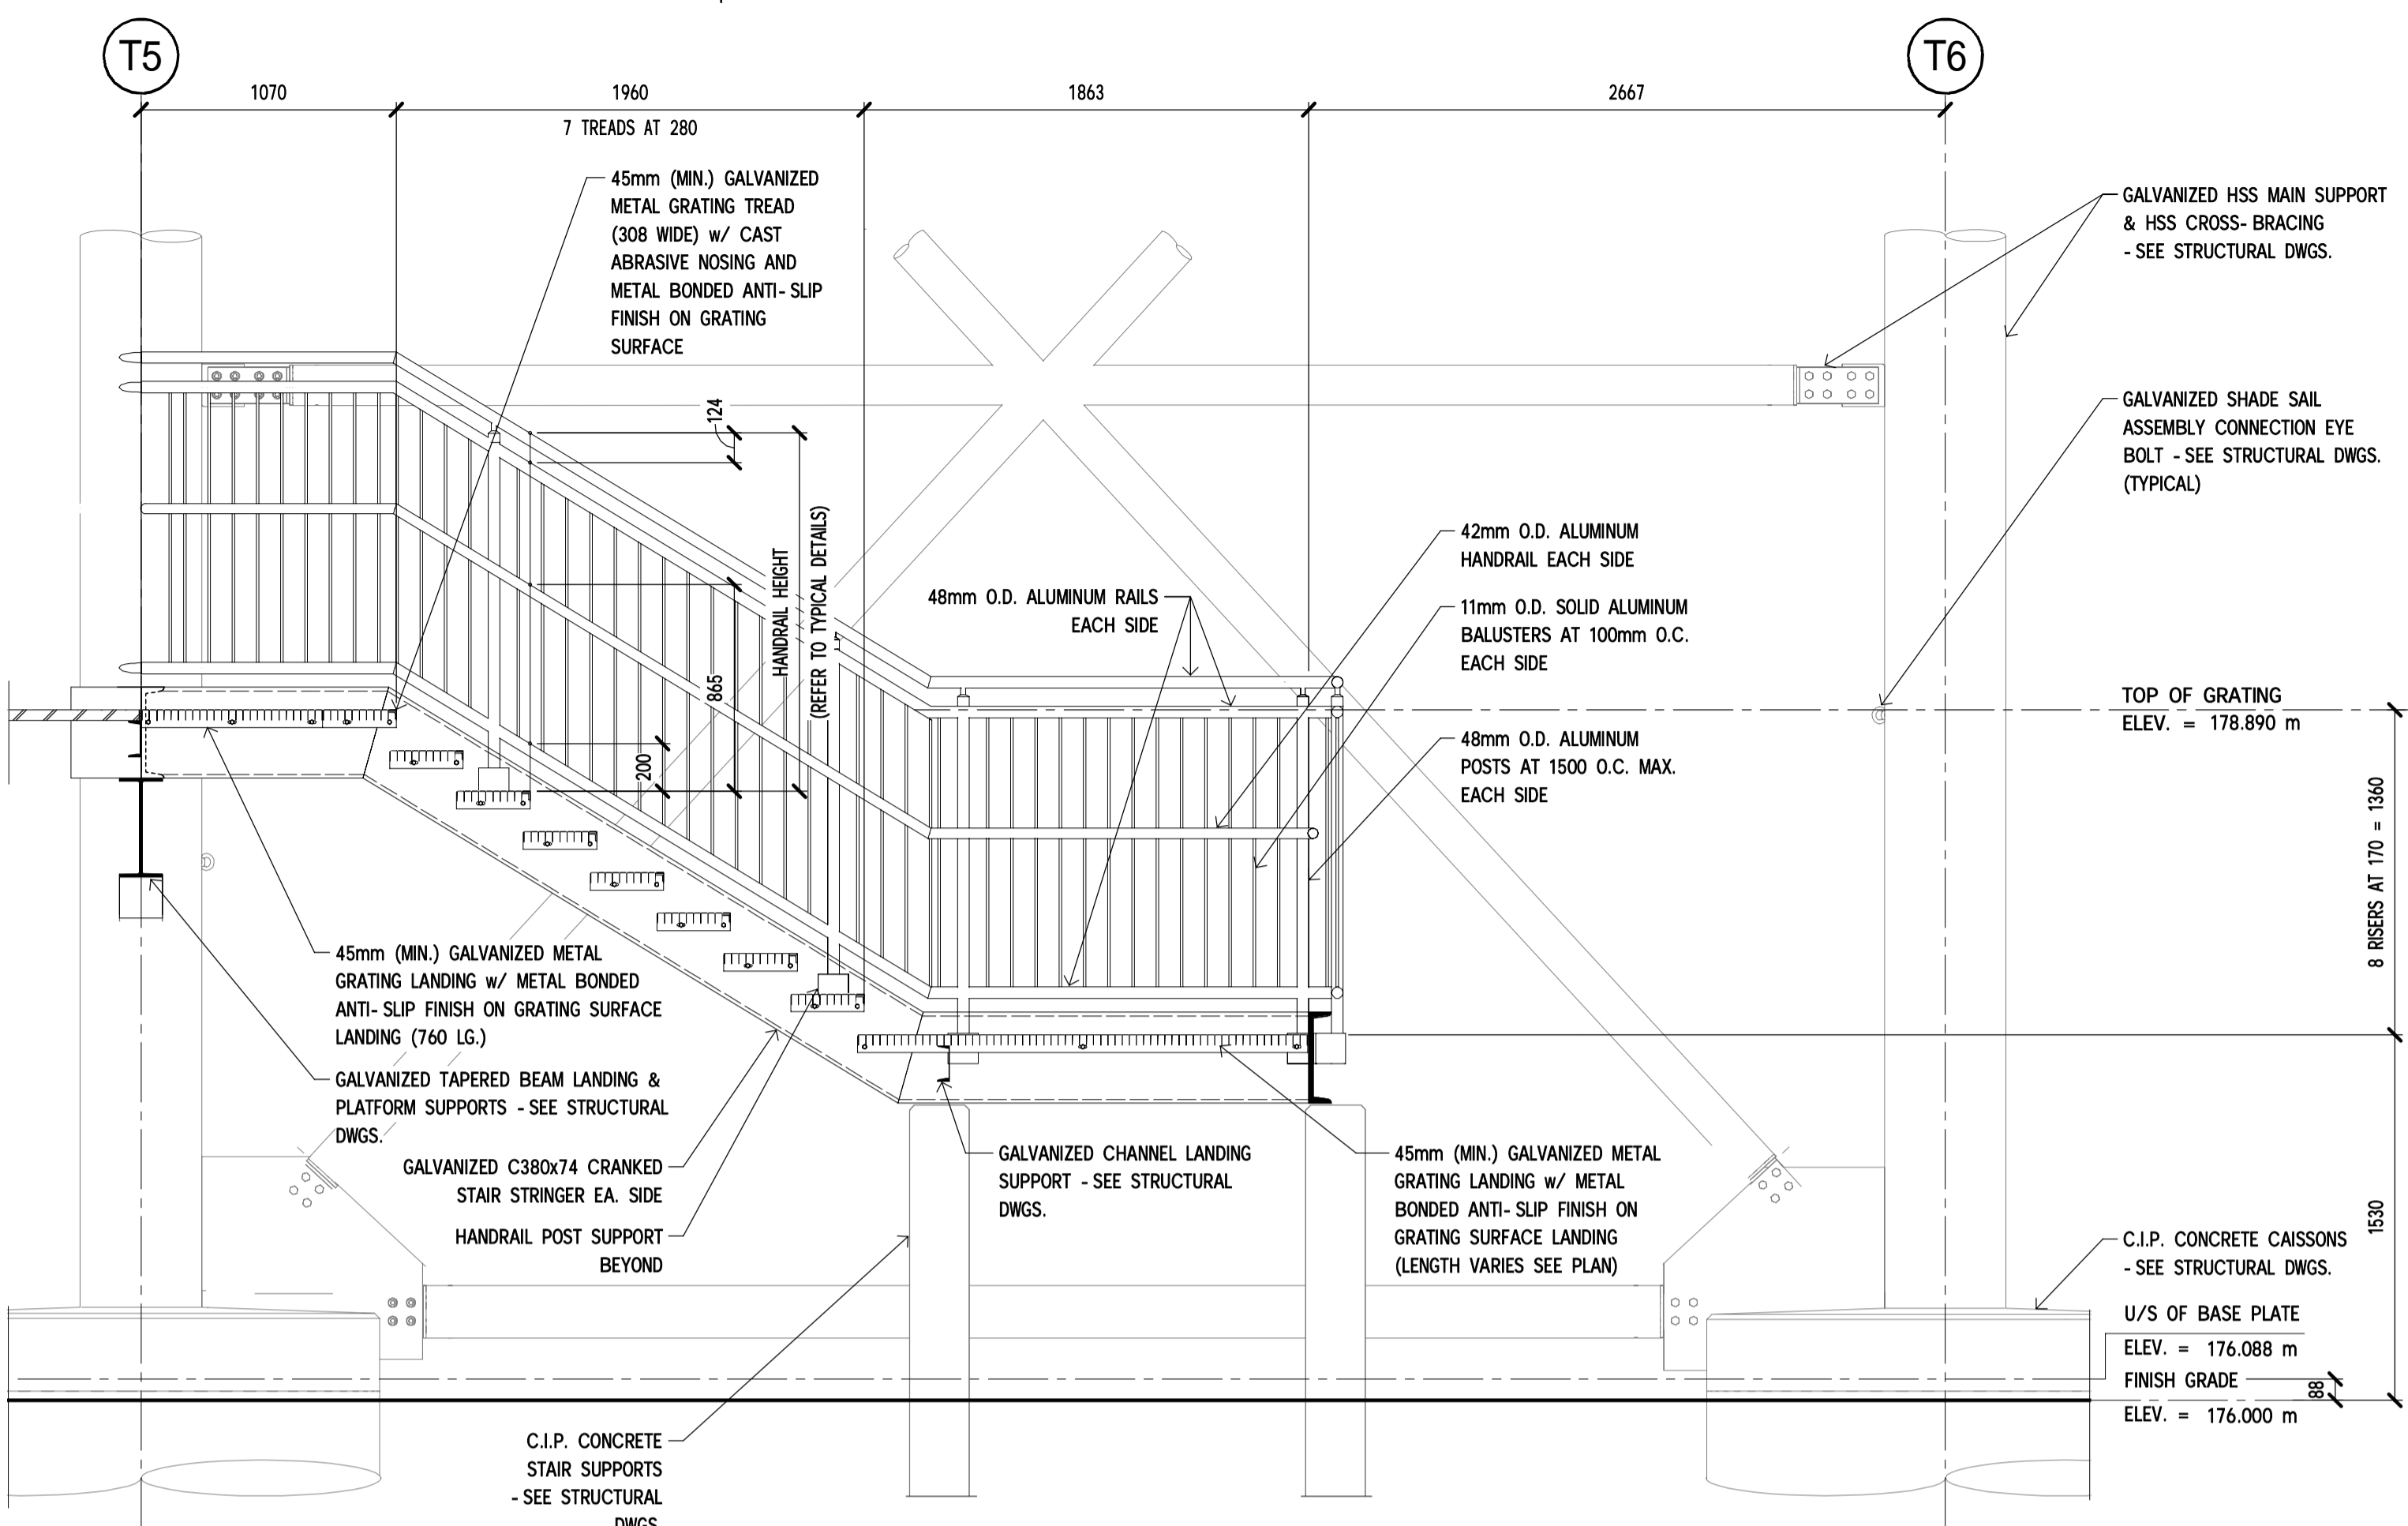 T5
T6
1070
1960
1863
2667
7 TREADS AT 280
45mm (MIN.) GALVANIZED
METAL GRATING TREAD
(308 WIDE) w/ CAST
ABRASIVE NOSING AND
METAL BONDED ANTI-SLIP
FINISH ON GRATING
SURFACE
GALVANIZED HSS MAIN SUPPORT
& HSS CROSS-BRACING
- SEE STRUCTURAL DWGS.
GALVANIZED SHADE SAIL
ASSEMBLY CONNECTION EYE
BOLT - SEE STRUCTURAL DWGS.
(TYPICAL)
124
HANDRAIL HEIGHT
(REFER TO TYPICAL DETAILS)
865
200
48mm O.D. ALUMINUM RAILS
EACH SIDE
42mm O.D. ALUMINUM
HANDRAIL EACH SIDE
11mm O.D. SOLID ALUMINUM
BALUSTERS AT 100mm O.C.
EACH SIDE
48mm O.D. ALUMINUM
POSTS AT 1500 O.C. MAX.
EACH SIDE
TOP OF GRATING
ELEV. = 178.890 m
8 RISERS AT 170 = 1360
1530
45mm (MIN.) GALVANIZED METAL
GRATING LANDING w/ METAL BONDED
ANTI-SLIP FINISH ON GRATING SURFACE
LANDING (760 LG.)
GALVANIZED TAPERED BEAM LANDING &
PLATFORM SUPPORTS - SEE STRUCTURAL
DWGS.
GALVANIZED C380x74 CRANKED
STAIR STRINGER EA. SIDE
HANDRAIL POST SUPPORT
BEYOND
GALVANIZED CHANNEL LANDING
SUPPORT - SEE STRUCTURAL
DWGS.
45mm (MIN.) GALVANIZED METAL
GRATING LANDING w/ METAL
BONDED ANTI-SLIP FINISH ON
GRATING SURFACE LANDING
(LENGTH VARIES SEE PLAN)
C.I.P. CONCRETE CAISSONS
- SEE STRUCTURAL DWGS.
U/S OF BASE PLATE
ELEV. = 176.088 m
FINISH GRADE
88
ELEV. = 176.000 m
C.I.P. CONCRETE
STAIR SUPPORTS
- SEE STRUCTURAL
DWGS.